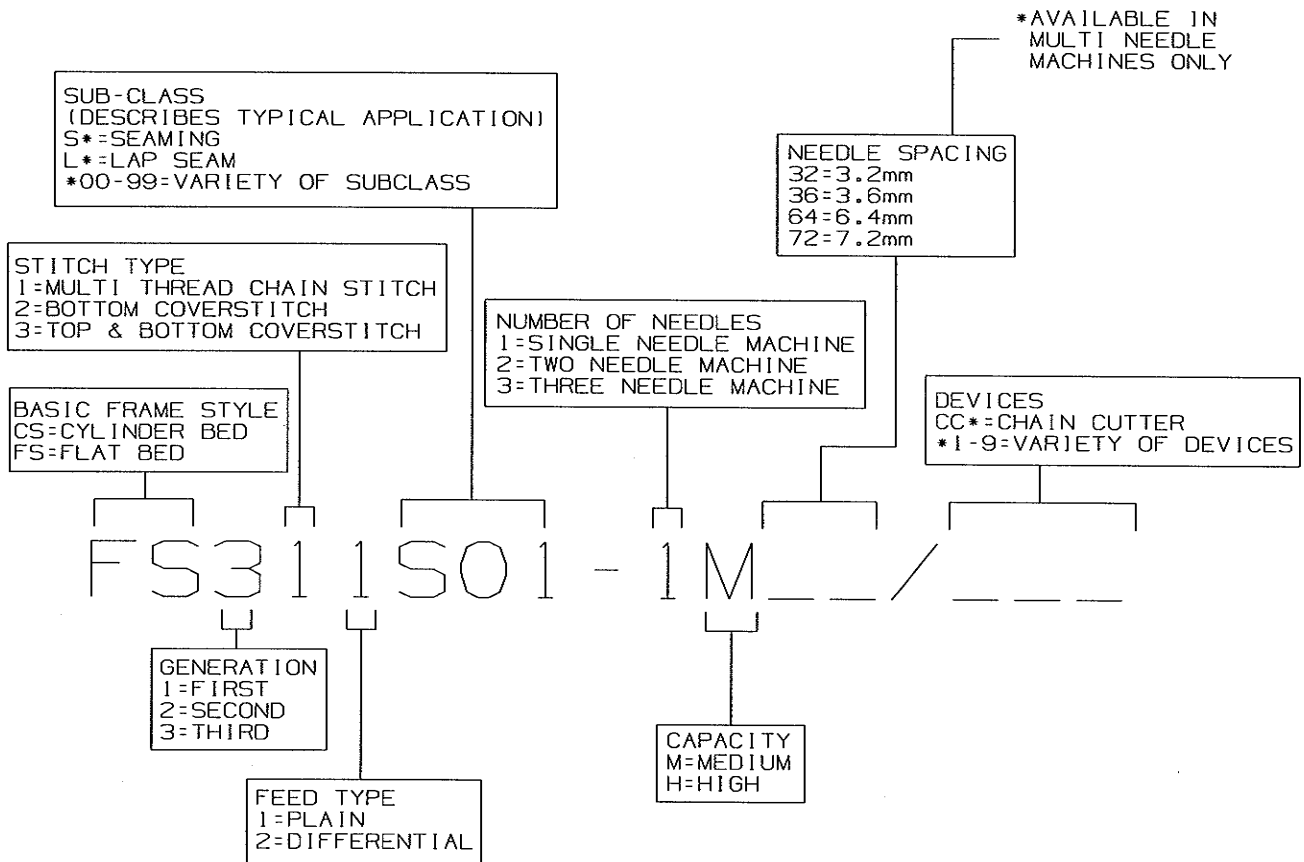 *AVAILABLE IN
MULTI NEEDLE
MACHINES ONLY
SUB-CLASS
(DESCRIBES TYPICAL APPLICATION)
S*=SEAMING
L*=LAP SEAM
*00-99=VARIETY OF SUBCLASS
NEEDLE SPACING
32=3.2mm
36=3.6mm
64=6.4mm
72=7.2mm
STITCH TYPE
1=MULTI THREAD CHAIN STITCH
2=BOTTOM COVERSTITCH
3=TOP & BOTTOM COVERSTITCH
NUMBER OF NEEDLES
1=SINGLE NEEDLE MACHINE
2=TWO NEEDLE MACHINE
3=THREE NEEDLE MACHINE
BASIC FRAME STYLE
CS=CYLINDER BED
FS=FLAT BED
DEVICES
CC*=CHAIN CUTTER
*1-9=VARIETY OF DEVICES
FS311S01-1M__/___
GENERATION
1=FIRST
2=SECOND
3=THIRD
CAPACITY
M=MEDIUM
H=HIGH
FEED TYPE
1=PLAIN
2=DIFFERENTIAL